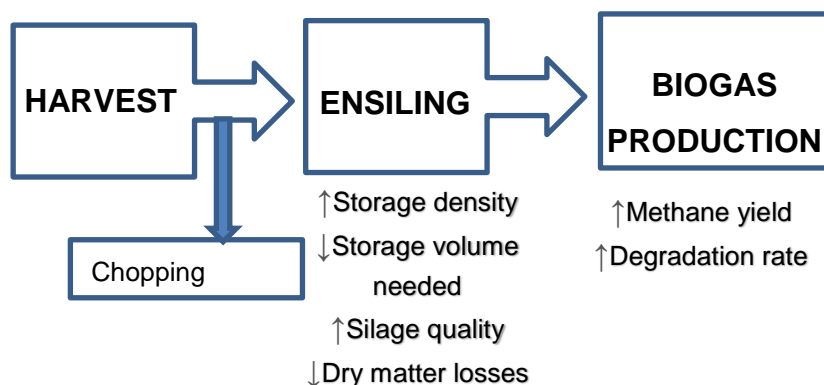 HARVEST
ENSILING
BIOGAS
PRODUCTION
Chopping
↑Storage density
↓Storage volume
needed
↑Silage quality
↓Dry matter losses
↑Methane yield
↑Degradation rate